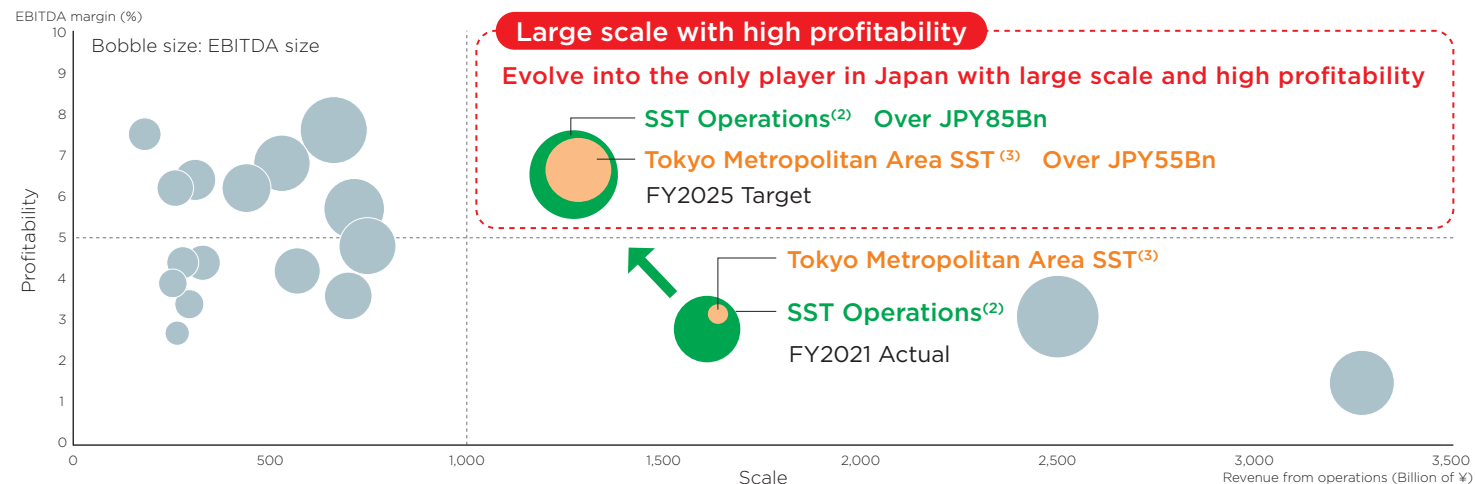 EBITDA margin (%)
10
9
8
7
6
5
4
3
2
1
0
Profitability
Bobble size: EBITDA size
Large scale with high profitability
Evolve into the only player in Japan with large scale and high profitability
SST Operations(2) Over JPY85Bn
Tokyo Metropolitan Area SST (3) Over JPY55Bn
FY2025 Target
Tokyo Metropolitan Area SST(3)
SST Operations(2)
FY2021 Actual
0 500 1,000 1,500 2,000 2,500 3,000 3,500
Scale
Revenue from operations (Billion of ¥)